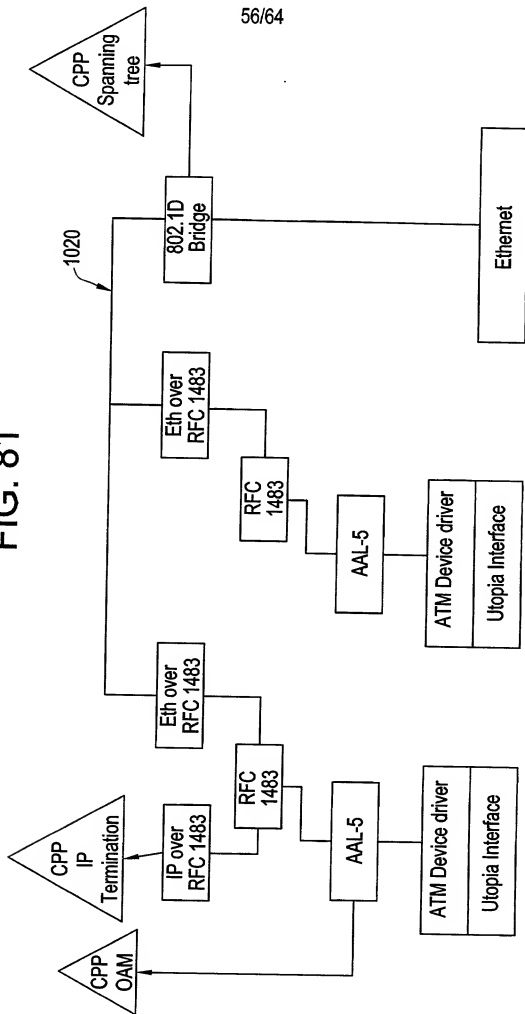 56/64
FIG. 81
CPP
OAM
CPP
IP
Termination
IP over
RFC 1483
Eth over
RFC 1483
RFC
1483
AAL-5
ATM Device driver
Utopia Interface
Eth over
RFC 1483
RFC
1483
AAL-5
ATM Device driver
Utopia Interface
1020
802.1D
Bridge
CPP
Spanning
tree
Ethernet